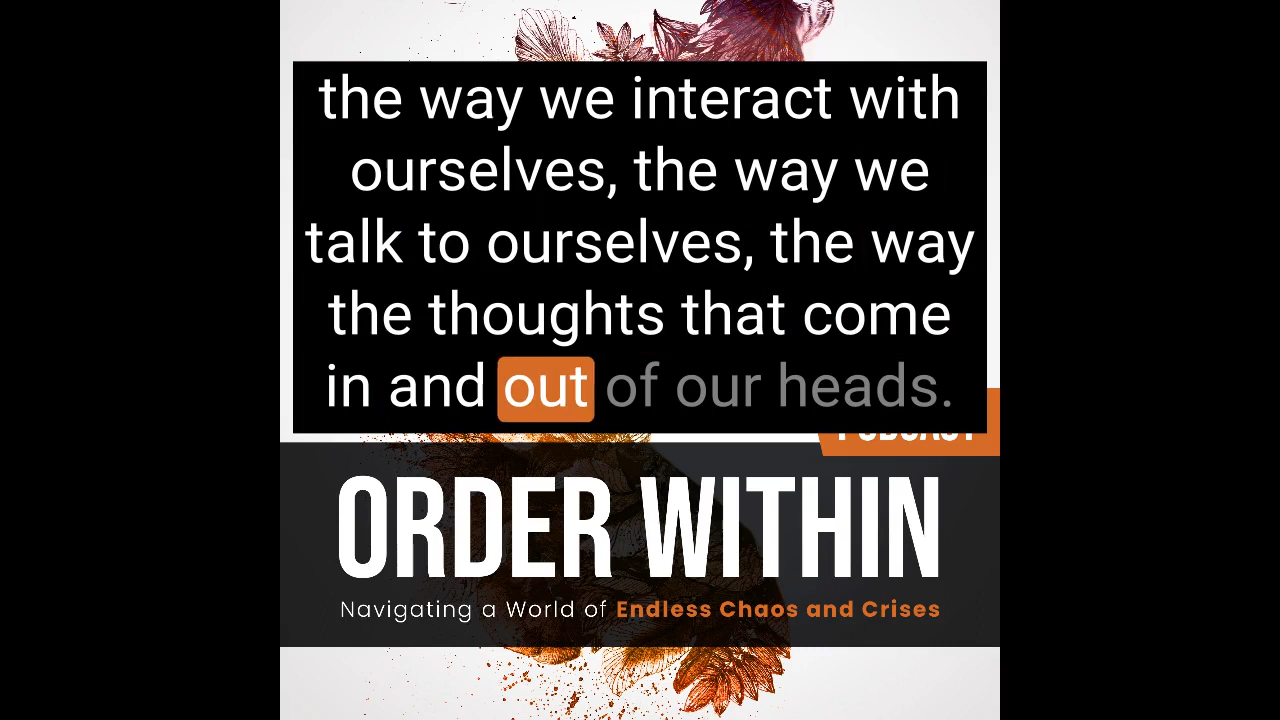 the way we interact with
ourselves, the way we
talk to ourselves, the way
the thoughts that come
in and out of our heads.
PODCAST
ORDER WITHIN
Navigating a World of Endless Chaos and Crises